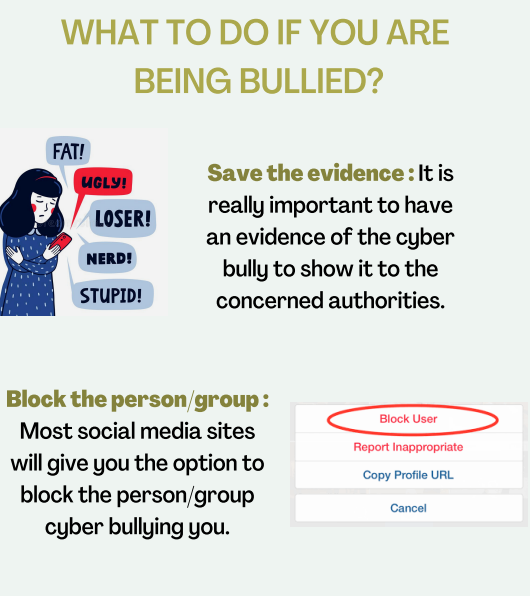 WHAT TO DO IF YOU ARE
BEING BULLIED?
FAT!
UGLY!
LOSER!
NERD!
STUPID!
Save the evidence : It is
really important to have
an evidence of the cyber
bully to show it to the
concerned authorities.
Block the person/group :
Most social media sites
will give you the option to
block the person/group
cyber bullying you.
Block User
Report Inappropriate
Copy Profile URL
Cancel